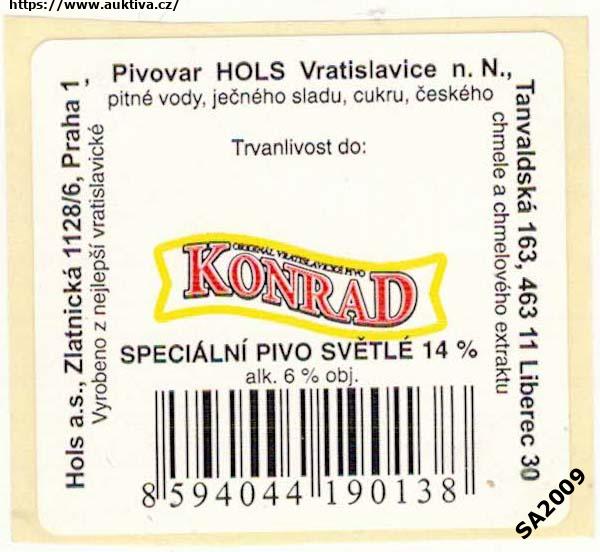 https://www.auktiva.cz/
Hols a.s., Zlatnická 1128/6, Praha 1,
Pivovar HOLS Vratislavice n. N.,
Tanvaldská 163, 463 11 Liberec 30
Vyrobeno z nejlepší vratislavické
pitné vody, ječného sladu, cukru, českého
chmele a chmelového extraktu
Trvanlivost do:
ORIGINÁL VRATISLAVICKÉ PIVO
KONRAD
SPECIÁLNÍ PIVO SVĚTLÉ 14 %
alk. 6 % obj.
8 594044 190138
SA2009